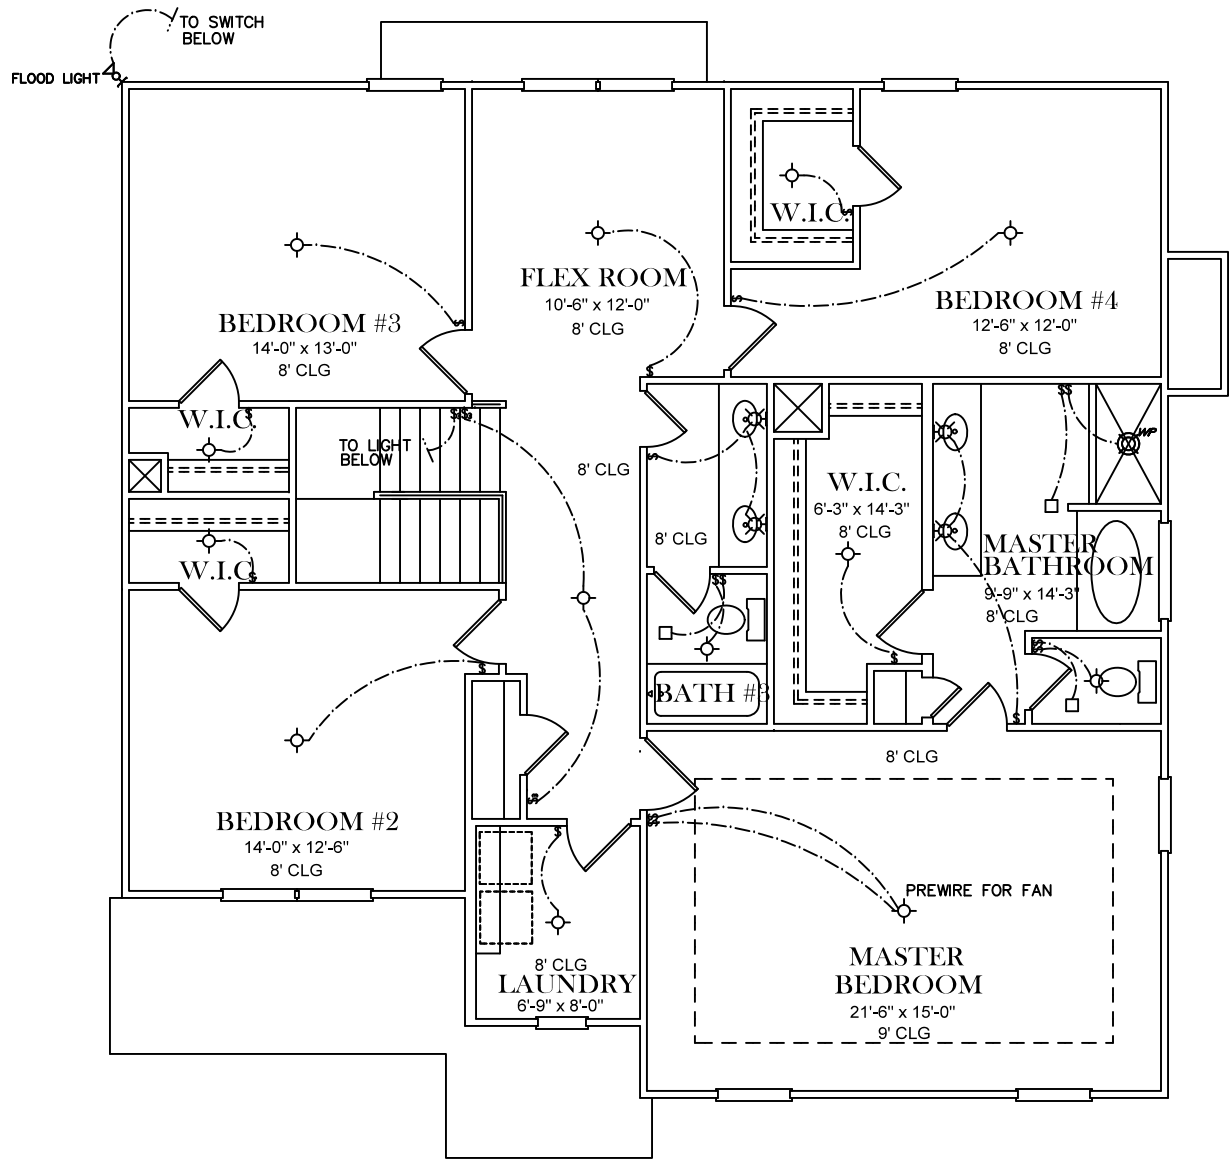 TO SWITCH
BELOW
FLOOD LIGHT
W.I.C.
FLEX ROOM
10'-6" x 12'-0"
8' CLG
BEDROOM #4
12'-6" x 12'-0"
8' CLG
BEDROOM #3
14'-0" x 13'-0"
8' CLG
$
$
$
$
W.I.C.
$
$
$$
TO LIGHT
BELOW
$$3
WP
8' CLG
W.I.C.
6'-3" x 14'-3"
8' CLG
$
8' CLG
MASTER
BATHROOM
9'-9" x 14'-3"
8' CLG
W.I.C.
$
$$
$
$
$$
BATH #3
$
8' CLG
BEDROOM #2
14'-0" x 12'-6"
8' CLG
$3
$
$$
PREWIRE FOR FAN
MASTER
BEDROOM
21'-6" x 15'-0"
9' CLG
8' CLG
LAUNDRY
6'-9" x 8'-0"